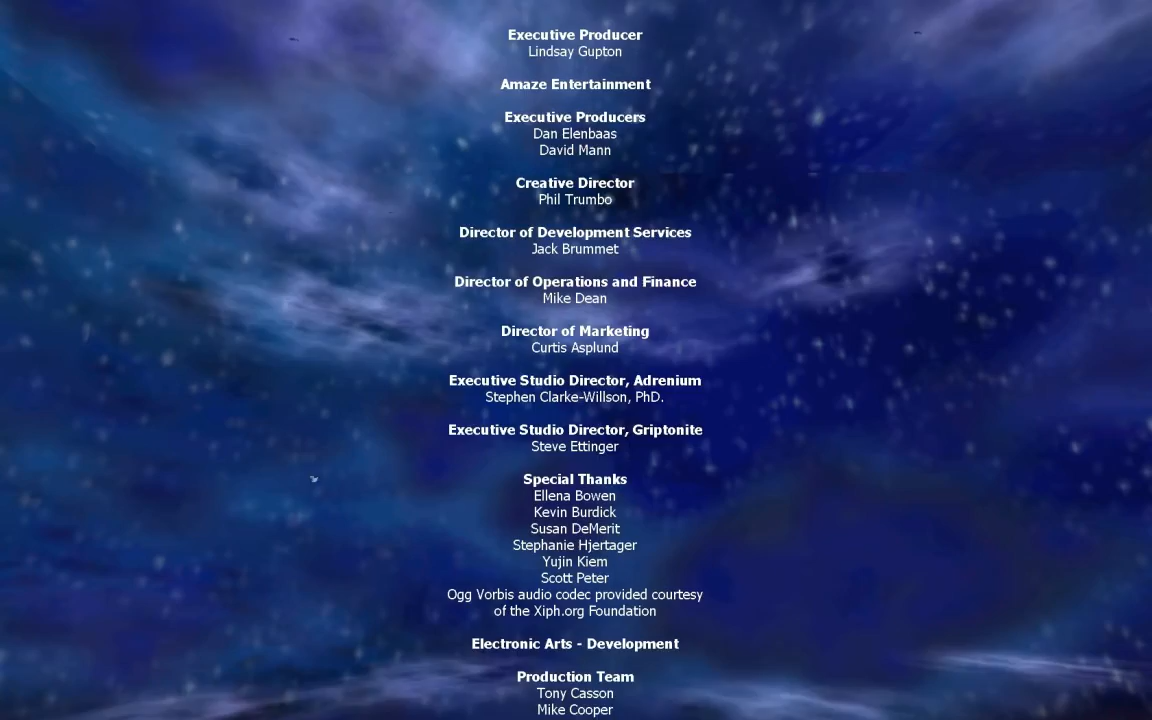 Executive Producer
Lindsay Gupton
Amaze Entertainment
Executive Producers
Dan Elenbaas
David Mann
Creative Director
Phil Trumbo
Director of Development Services
Jack Brummet
Director of Operations and Finance
Mike Dean
Director of Marketing
Curtis Asplund
Executive Studio Director, Adrenium
Stephen Clarke-Willson, PhD.
Executive Studio Director, Griptonite
Steve Ettinger
Special Thanks
Ellena Bowen
Kevin Burdick
Susan DeMerit
Stephanie Hjertager
Yujin Kiem
Scott Peter
Ogg Vorbis audio codec provided courtesy
of the Xiph.org Foundation
Electronic Arts - Development
Production Team
Tony Casson
Mike Cooper